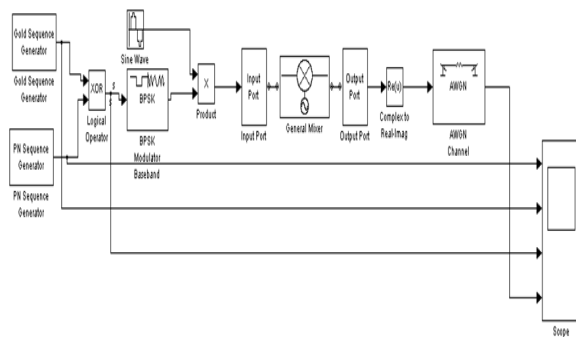 Gold Sequence
Generator
Gold Sequence
Generator
PN Sequence
Generator
PN Sequence
Generator
XOR
Logical
Operator
s
s
BPSK
BPSK
Modulator
Baseband
Sine Wave
X
Product
Input
Port
Input Port
General Mixer
Output
Port
Output Port
Re(u)
Complex to
Real-Imag
AWGN
AWGN
Channel
Scope